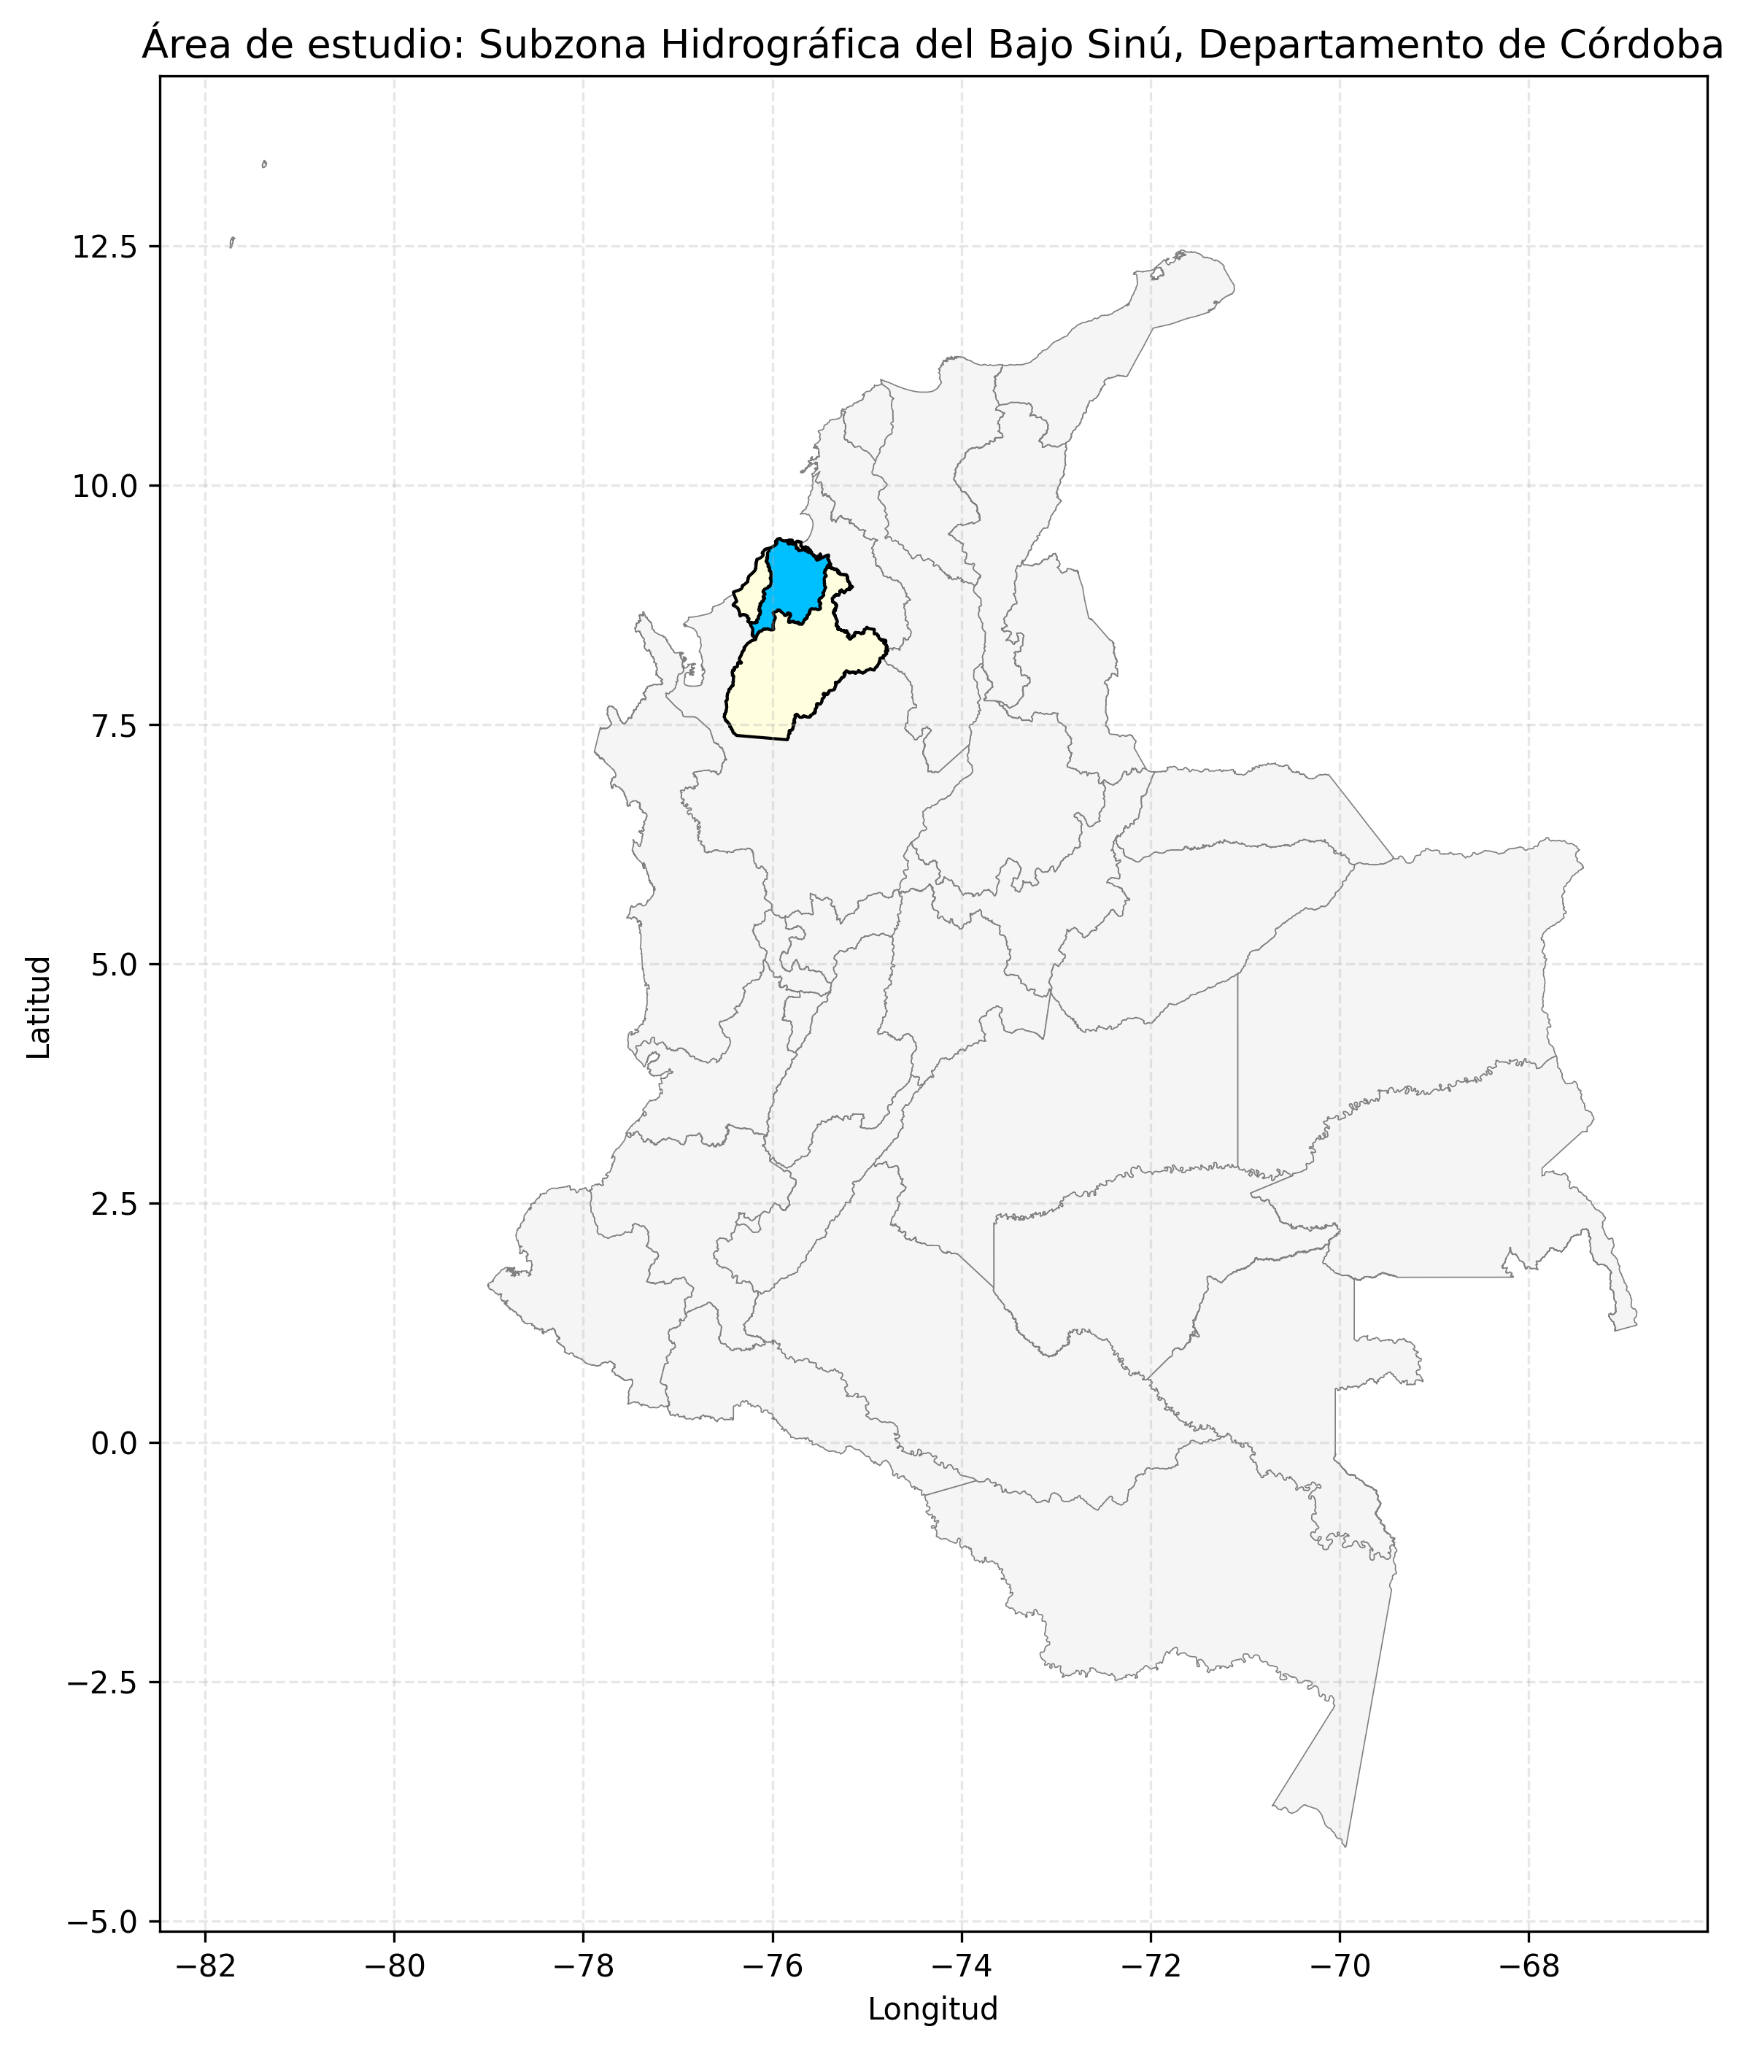 Área de estudio: Subzona Hidrográfica del Bajo Sinú, Departamento de Córdoba
12.5
10.0
7.5
5.0
2.5
0.0
−2.5
−5.0
Latitud
−82 −80 −78 −76 −74 −72 −70 −68
Longitud